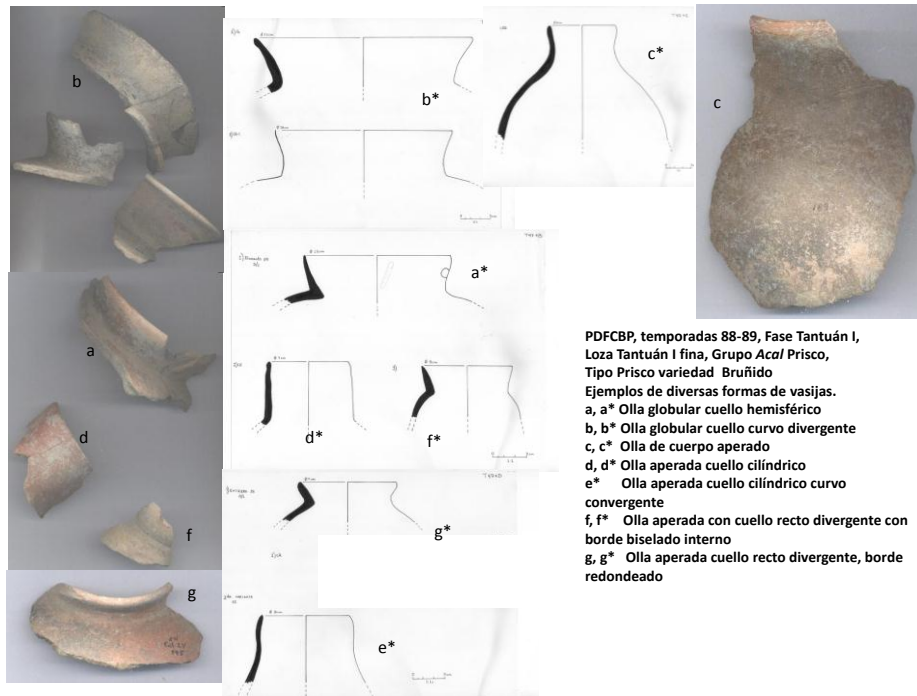 b
b*
c*
c
a*
a
d
d*
f*
f
g*
g
e*
PDFCBP, temporadas 88-89, Fase Tantuán I,
Loza Tantuán I fina, Grupo Acal Prisco,
Tipo Prisco variedad Bruñido
Ejemplos de diversas formas de vasijas.
a, a* Olla globular cuello hemisférico
b, b* Olla globular cuello curvo divergente
c, c* Olla de cuerpo aperado
d, d* Olla aperada cuello cilíndrico
e* Olla aperada cuello cilíndrico curvo
convergente
f, f* Olla aperada con cuello recto divergente con
borde biselado interno
g, g* Olla aperada cuello recto divergente, borde
redondeado